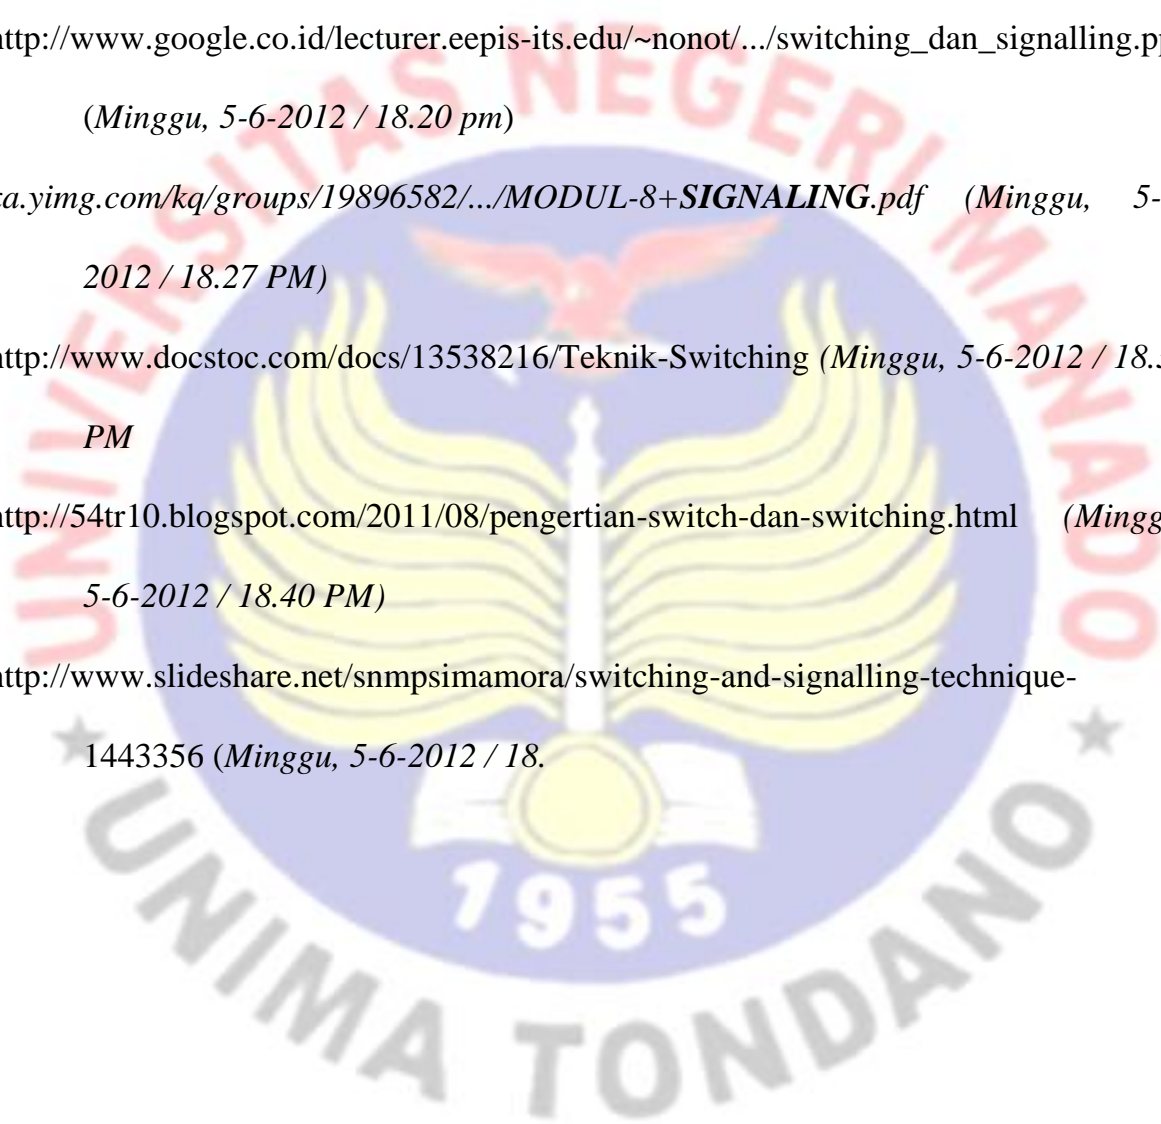 http://www.google.co.id/lecturer.eepis-its.edu/~nonot/.../switching_dan_signalling.pp
(Minggu, 5-6-2012 / 18.20 pm)
a.yimg.com/kq/groups/19896582/.../MODUL-8+SIGNALING.pdf (Minggu, 5-
2012 / 18.27 PM)
http://www.docstoc.com/docs/13538216/Teknik-Switching (Minggu, 5-6-2012 / 18.
PM
http://54tr10.blogspot.com/2011/08/pengertian-switch-dan-switching.html (Mingg
5-6-2012 / 18.40 PM)
http://www.slideshare.net/snmpsimamora/switching-and-signalling-technique-
1443356 (Minggu, 5-6-2012 / 18.
UNIVERSITAS NEGERI MANADO
1955
UNIMA TONDANO